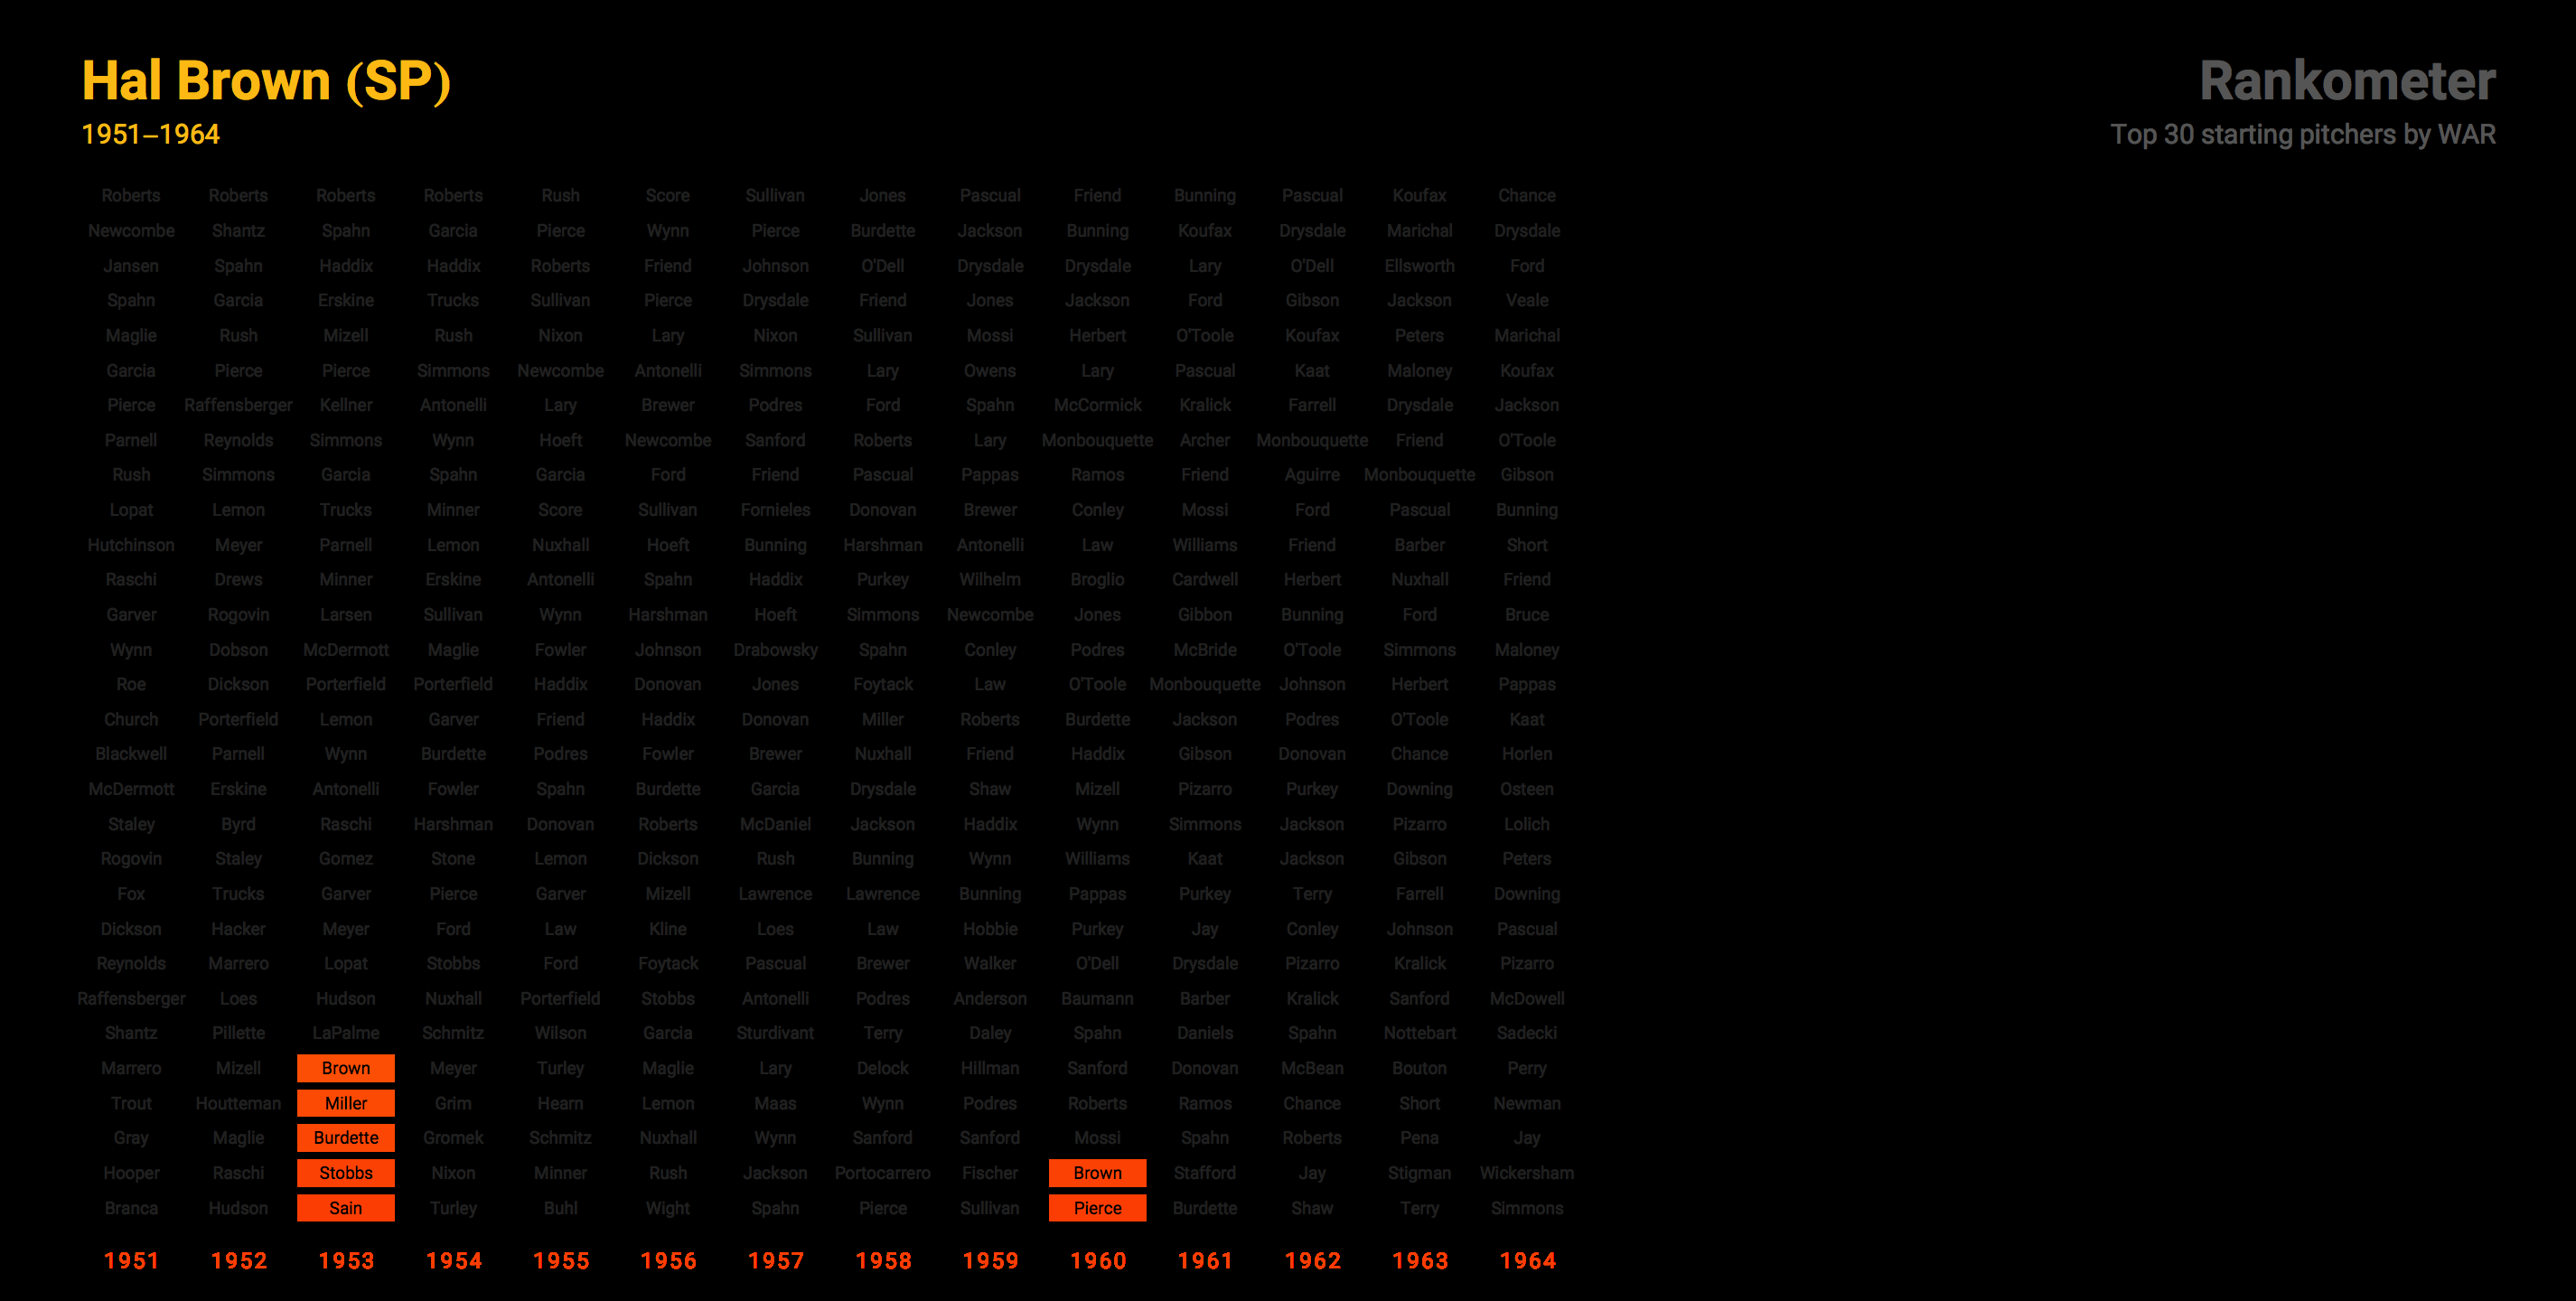 Hal Brown (SP)
1951–1964
Rankometer
Top 30 starting pitchers by WAR
Roberts Roberts Roberts Roberts Rush Score Sullivan Jones Pascual Friend Bunning Pascual Koufax Chance
Newcombe Shantz Spahn Garcia Pierce Wynn Pierce Burdette Jackson Bunning Koufax Drysdale Marichal Drysdale
Jansen Spahn Haddix Haddix Roberts Friend Johnson O'Dell Drysdale Drysdale Lary O'Dell Ellsworth Ford
Spahn Garcia Erskine Trucks Sullivan Pierce Drysdale Friend Jones Jackson Ford Gibson Jackson Veale
Maglie Rush Mizell Rush Nixon Lary Nixon Sullivan Mossi Herbert O'Toole Koufax Peters Marichal
Garcia Pierce Pierce Simmons Newcombe Antonelli Simmons Lary Owens Lary Pascual Kaat Maloney Koufax
Pierce Raffensberger Kellner Antonelli Lary Brewer Podres Ford Spahn McCormick Kralick Farrell Drysdale Jackson
Parnell Reynolds Simmons Wynn Hoeft Newcombe Sanford Roberts Lary Monbouquette Archer Monbouquette Friend O'Toole
Rush Simmons Garcia Spahn Garcia Ford Friend Pascual Pappas Ramos Friend Aguirre Monbouquette Gibson
Lopat Lemon Trucks Minner Score Sullivan Fornieles Donovan Brewer Conley Mossi Ford Pascual Bunning
Hutchinson Meyer Parnell Lemon Nuxhall Hoeft Bunning Harshman Antonelli Law Williams Friend Barber Short
Raschi Drews Minner Erskine Antonelli Spahn Haddix Purkey Wilhelm Broglio Cardwell Herbert Nuxhall Friend
Garver Rogovin Larsen Sullivan Wynn Harshman Hoeft Simmons Newcombe Jones Gibbon Bunning Ford Bruce
Wynn Dobson McDermott Maglie Fowler Johnson Drabowsky Spahn Conley Podres McBride O'Toole Simmons Maloney
Roe Dickson Porterfield Porterfield Haddix Donovan Jones Foytack Law O'Toole Monbouquette Johnson Herbert Pappas
Church Porterfield Lemon Garver Friend Haddix Donovan Miller Roberts Burdette Jackson Podres O'Toole Kaat
Blackwell Parnell Wynn Burdette Podres Fowler Brewer Nuxhall Friend Haddix Gibson Donovan Chance Horlen
McDermott Erskine Antonelli Fowler Spahn Burdette Garcia Drysdale Shaw Mizell Pizarro Purkey Downing Osteen
Staley Byrd Raschi Harshman Donovan Roberts McDaniel Jackson Haddix Wynn Simmons Jackson Pizarro Lolich
Rogovin Staley Gomez Stone Lemon Dickson Rush Bunning Wynn Williams Kaat Jackson Gibson Peters
Fox Trucks Garver Pierce Garver Mizell Lawrence Lawrence Bunning Pappas Purkey Terry Farrell Downing
Dickson Hacker Meyer Ford Law Kline Loes Law Hobbie Purkey Jay Conley Johnson Pascual
Reynolds Marrero Lopat Stobbs Ford Foytack Pascual Brewer Walker O'Dell Drysdale Pizarro Kralick Pizarro
Raffensberger Loes Hudson Nuxhall Porterfield Stobbs Antonelli Podres Anderson Baumann Barber Kralick Sanford McDowell
Shantz Pillette LaPalme Schmitz Wilson Garcia Sturdivant Terry Daley Spahn Daniels Spahn Nottebart Sadecki
Marrero Mizell Brown Meyer Turley Maglie Lary Delock Hillman Sanford Donovan McBean Bouton Perry
Trout Houtteman Miller Grim Hearn Lemon Maas Wynn Podres Roberts Ramos Chance Short Newman
Gray Maglie Burdette Gromek Schmitz Nuxhall Wynn Sanford Sanford Mossi Spahn Roberts Pena Jay
Hooper Raschi Stobbs Nixon Minner Rush Jackson Portocarrero Fischer Brown Stafford Jay Stigman Wickersham
Branca Hudson Sain Turley Buhl Wight Spahn Pierce Sullivan Pierce Burdette Shaw Terry Simmons
1951 1952 1953 1954 1955 1956 1957 1958 1959 1960 1961 1962 1963 1964